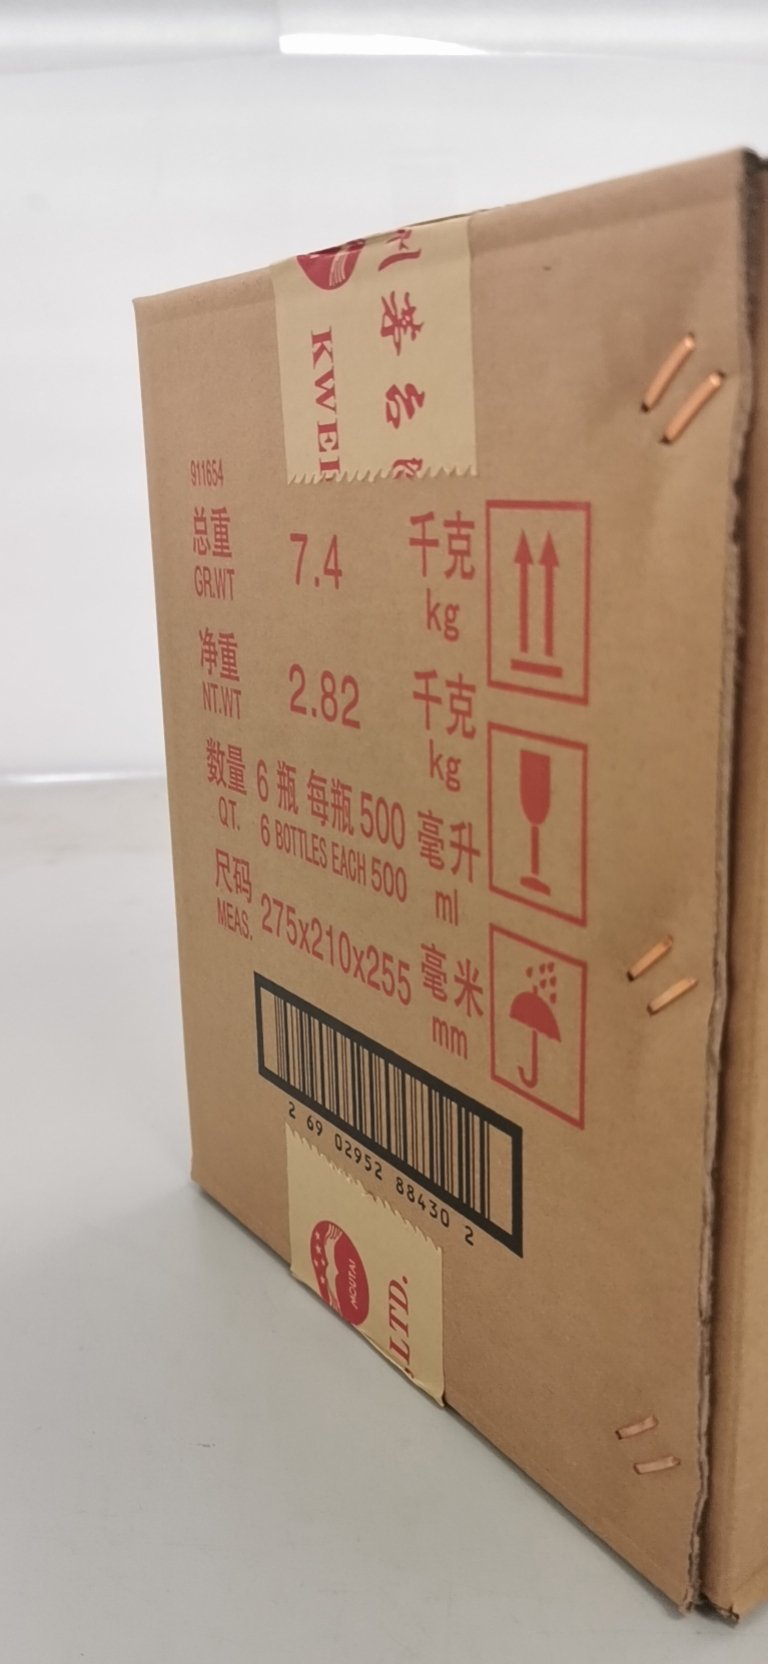 州茅台
KWEI
911654
总重 7.4 千克
GR.WT kg
净重 2.82 千克
NT.WT kg
数量 6 瓶 每瓶 500 毫升
QT. 6 BOTTLES EACH 500 ml
尺码 275x210x255 毫米
MEAS. mm
2 69 02952 88430 2
MOUTAI
.LTD.